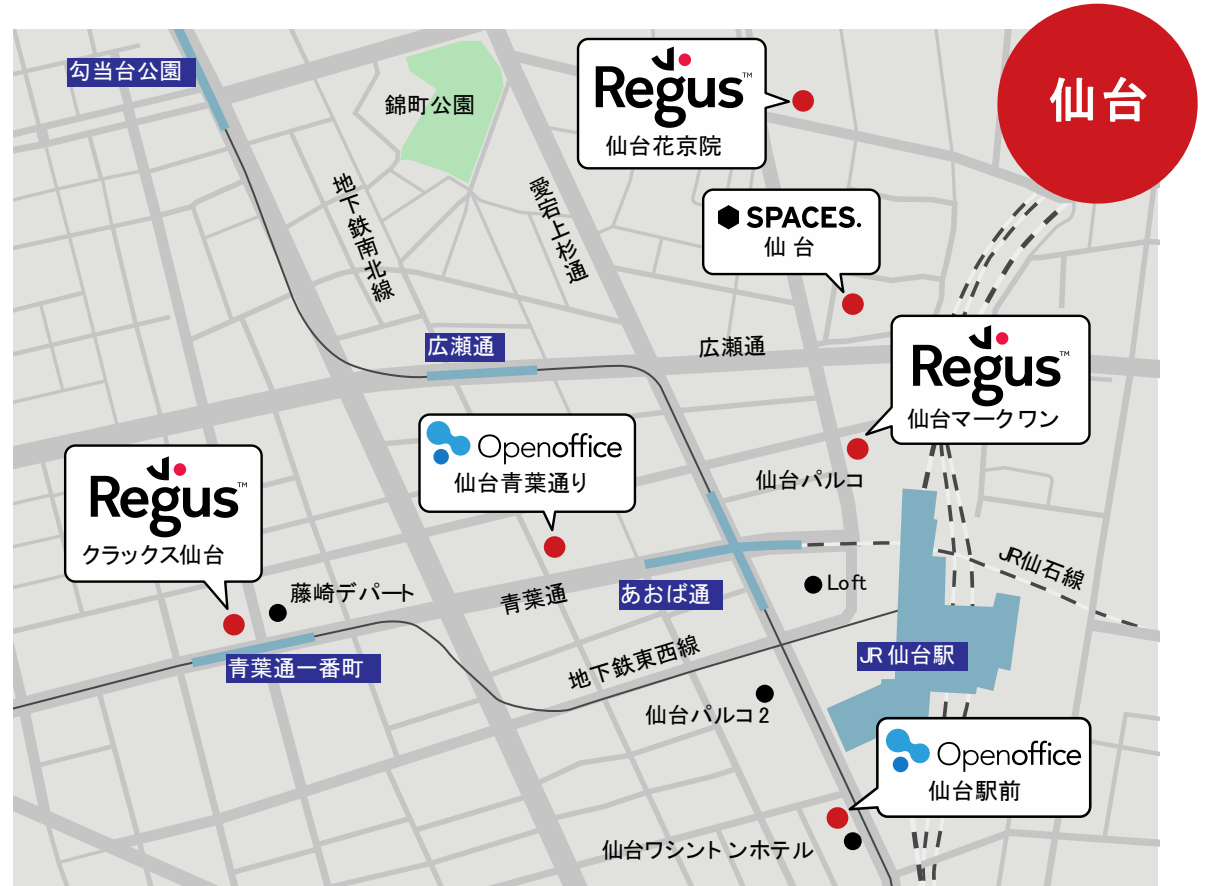 仙台
勾当台公園
錦町公園
Regus™
仙台花京院
地下鉄南北線
愛宕上杉通
SPACES.
仙台
広瀬通
広瀬通
Regus™
仙台マークワン
Openoffice
仙台青葉通り
仙台パルコ
Regus™
クラックス仙台
JR仙石線
Loft
藤崎デパート
青葉通
あおば通
地下鉄東西線
青葉通一番町
JR仙台駅
仙台パルコ2
Openoffice
仙台駅前
仙台ワシントンホテル